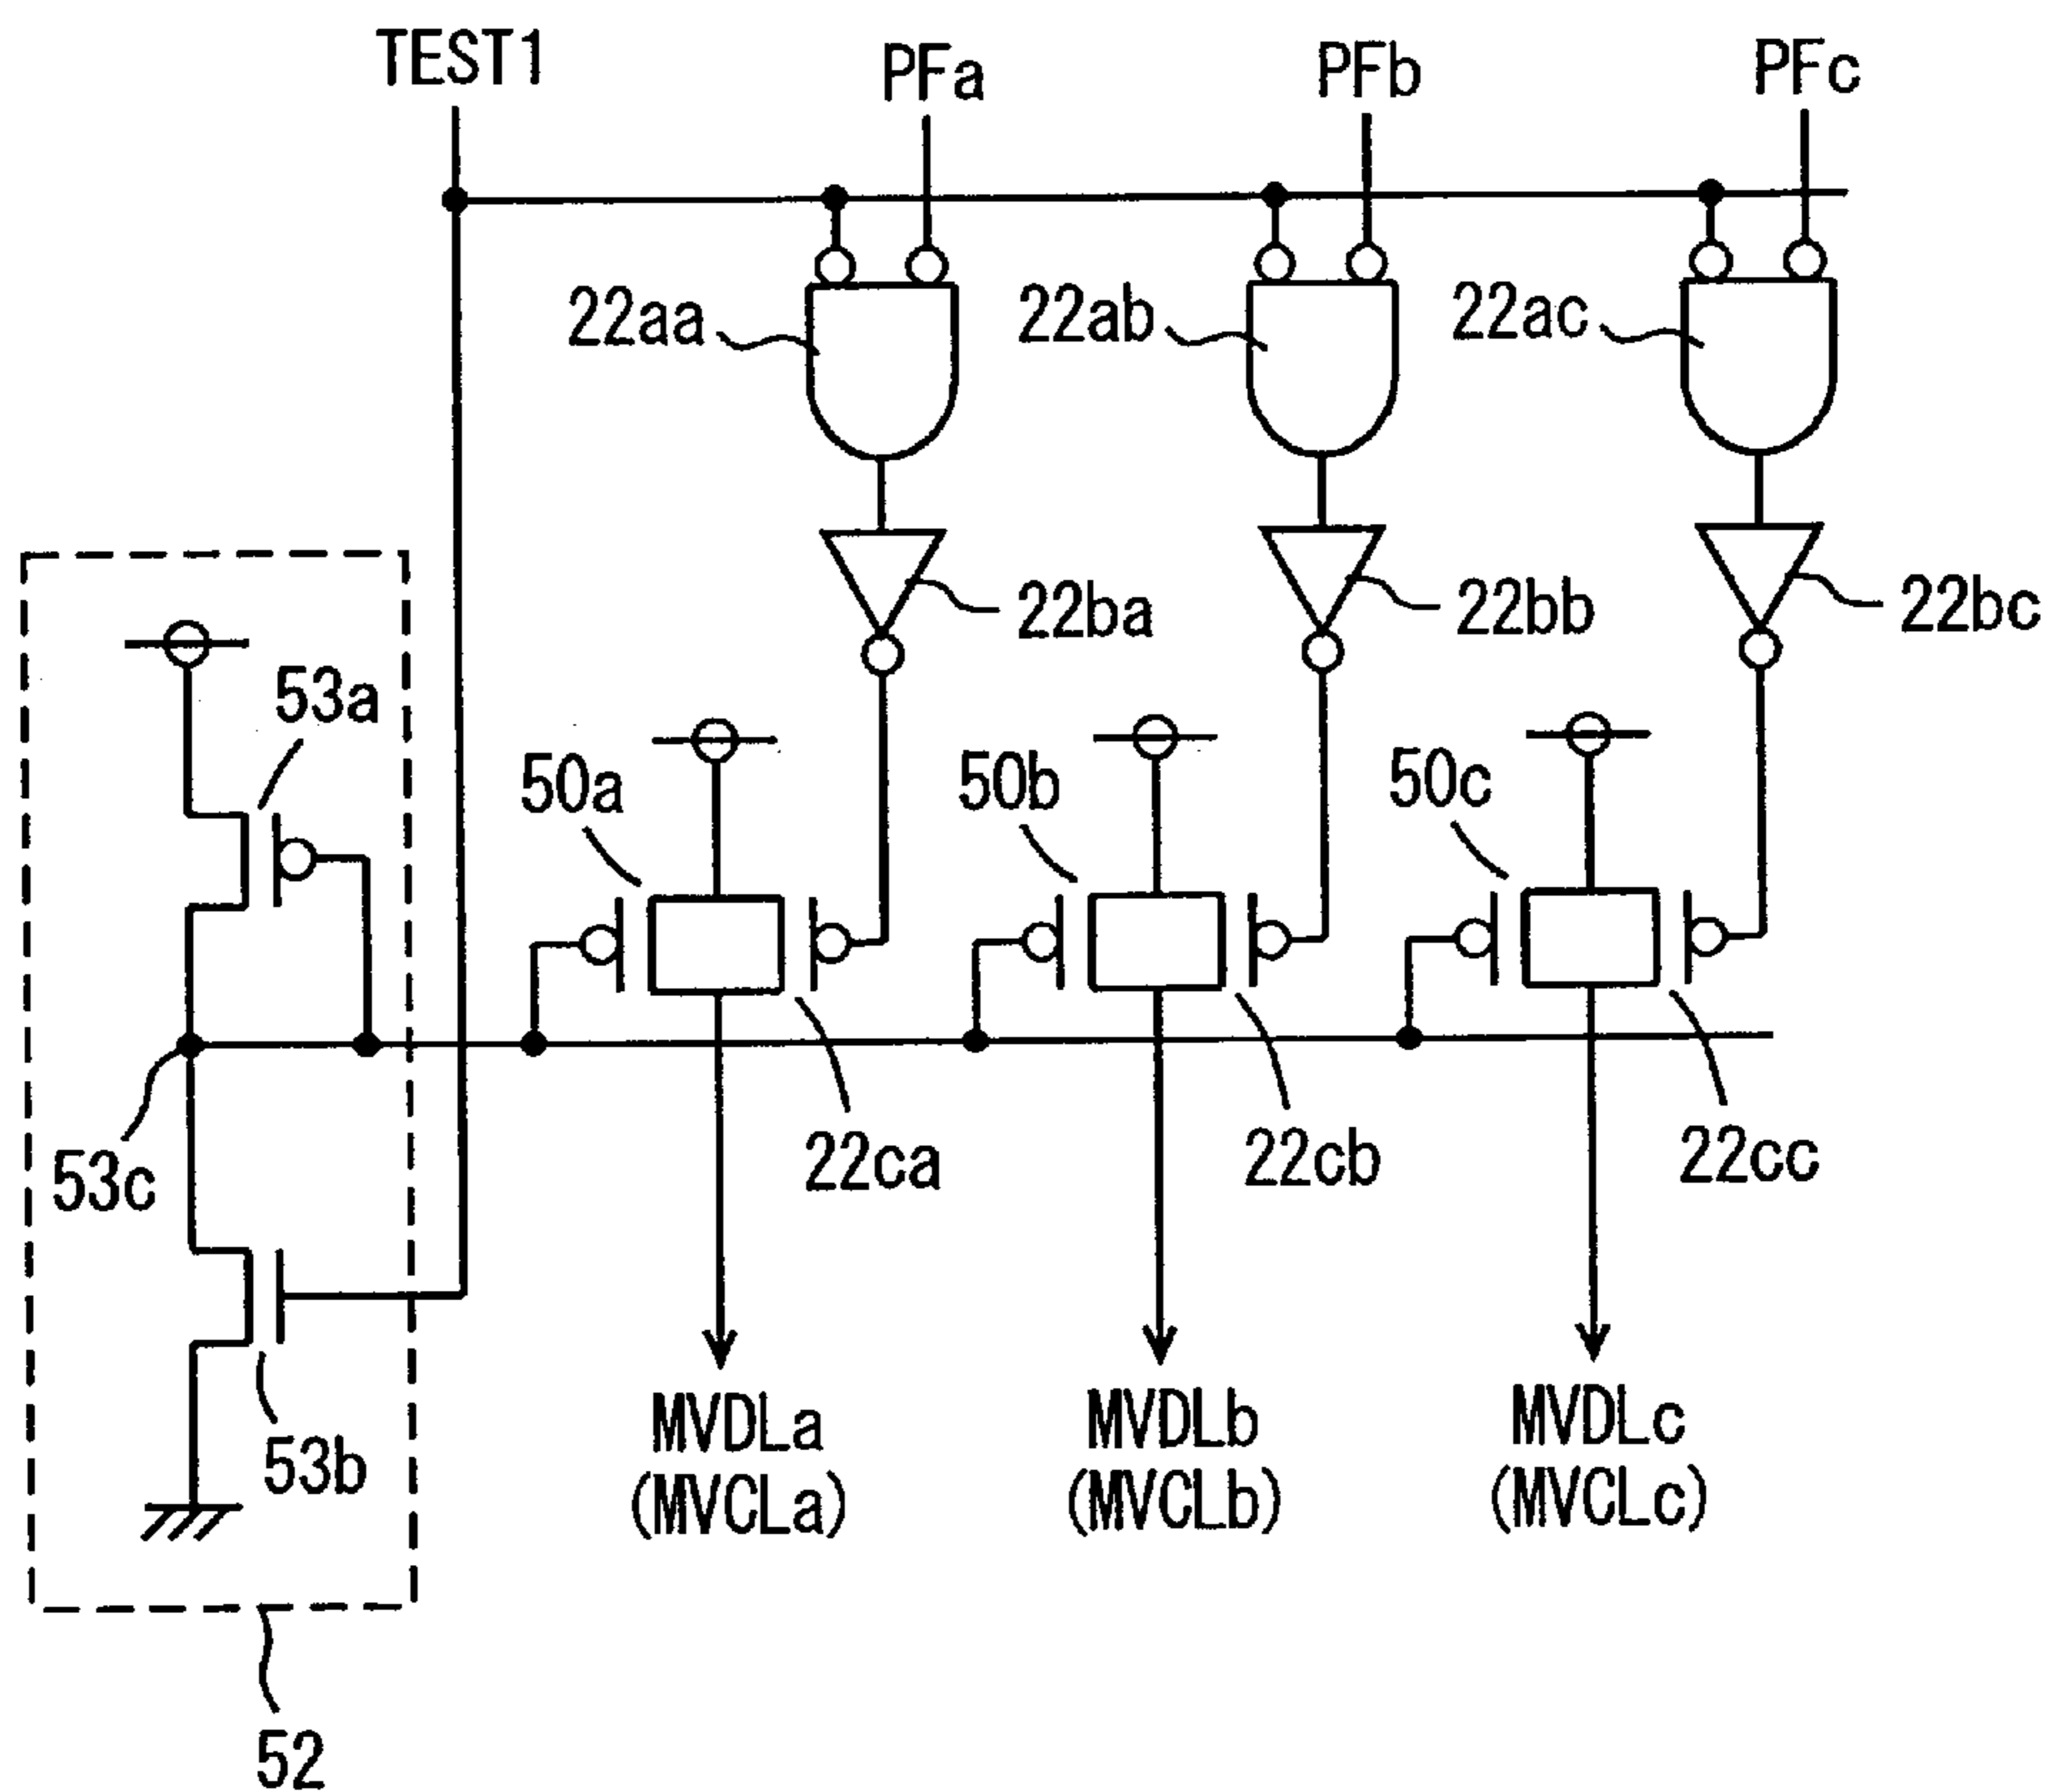 TEST1
PFa
PFb
PFc
22aa
22ab
22ac
22ba
22bb
22bc
53a
50a
50b
50c
53c
22ca
22cb
22cc
53b
MVDLa
(MVCLa)
MVDLb
(MVCLb)
MVDLc
(MVCLc)
52